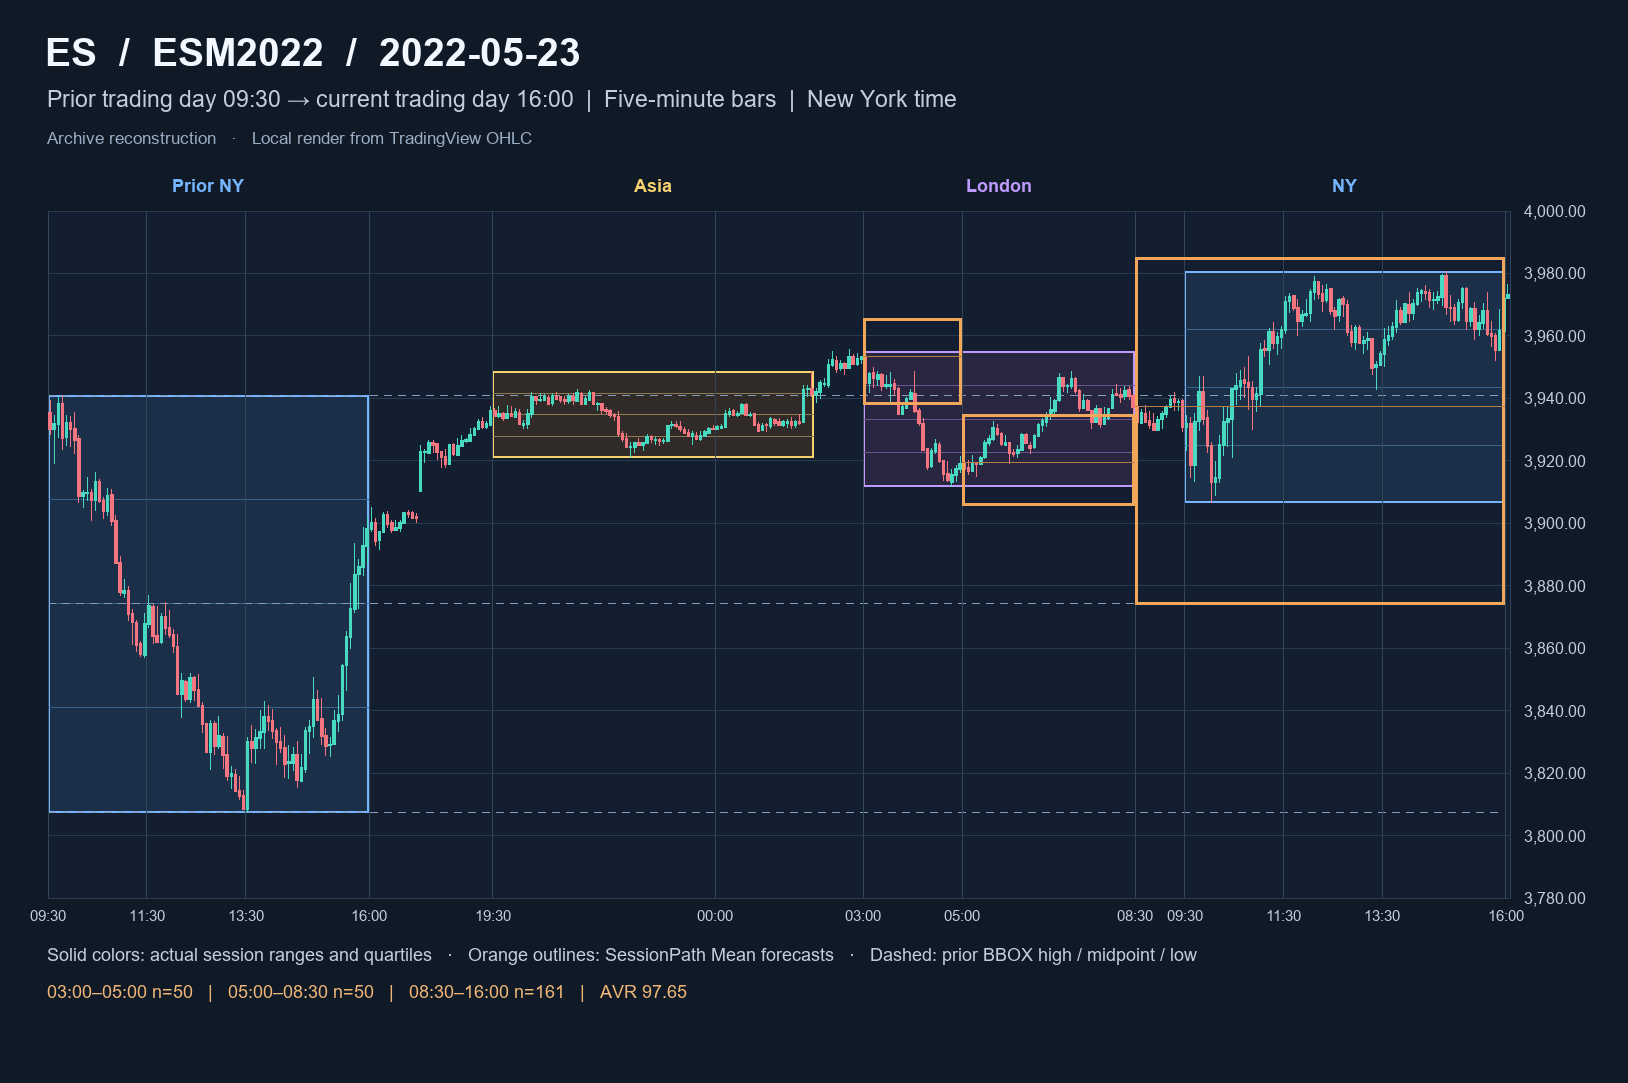 ES / ESM2022 / 2022-05-23
Prior trading day 09:30 → current trading day 16:00 | Five-minute bars | New York time
Archive reconstruction · Local render from TradingView OHLC
Prior NY Asia London NY
4,000.00
3,980.00
3,960.00
3,940.00
3,920.00
3,900.00
3,880.00
3,860.00
3,840.00
3,820.00
3,800.00
3,780.00
09:30 11:30 13:30 16:00 19:30 00:00 03:00 05:00 08:30 09:30 11:30 13:30 16:00
Solid colors: actual session ranges and quartiles · Orange outlines: SessionPath Mean forecasts · Dashed: prior BBOX high / midpoint / low
03:00–05:00 n=50 | 05:00–08:30 n=50 | 08:30–16:00 n=161 | AVR 97.65